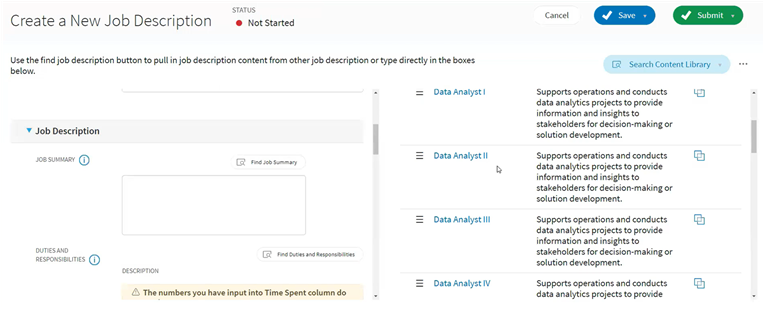 Create a New Job Description
STATUS
Not Started
Cancel
Save
Submit
Use the find job description button to pull in job description content from other job description or type directly in the boxes
below.
Search Content Library
Job Description
JOB SUMMARY
Find Job Summary
DUTIES AND
RESPONSIBILITIES
Find Duties and Responsibilities
DESCRIPTION
The numbers you have input into Time Spent column do
Data Analyst I
Supports operations and conducts
data analytics projects to provide
information and insights to
stakeholders for decision-making or
solution development.
Data Analyst II
Supports operations and conducts
data analytics projects to provide
information and insights to
stakeholders for decision-making or
solution development.
Data Analyst III
Supports operations and conducts
data analytics projects to provide
information and insights to
stakeholders for decision-making or
solution development.
Data Analyst IV
Supports operations and conducts
data analytics projects to provide